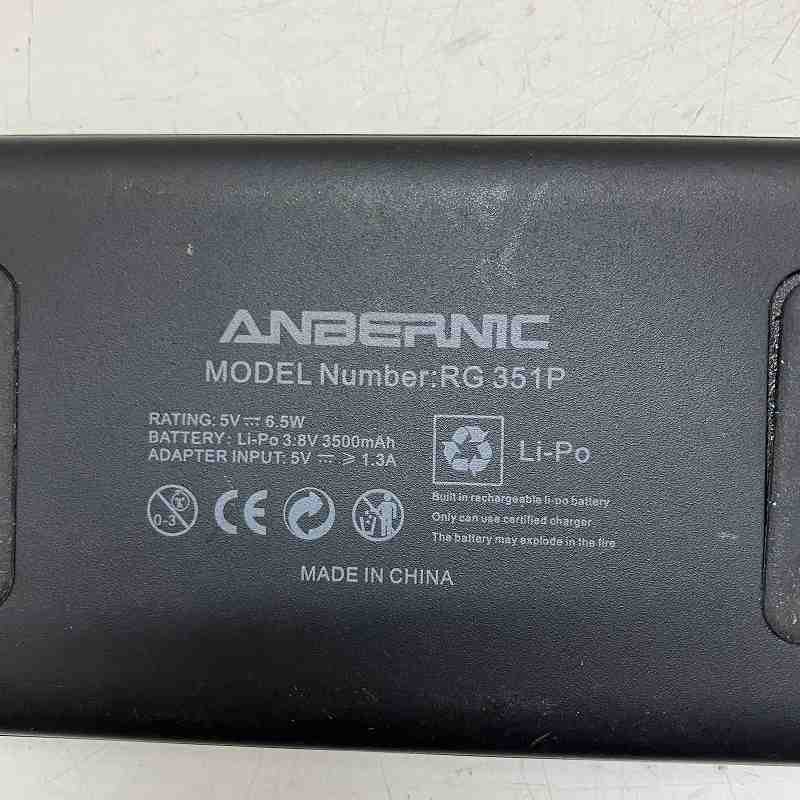 ANBERNIC
MODEL Number:RG 351P
RATING: 5V⎓ 6.5W
BATTERY: Li-Po 3.8V 3500mAh
ADAPTER INPUT: 5V⎓ ⩾ 1.3A
Li-Po
Built in rechargeable li-po battery
Only can use certified charger
The battery may explode in the fire
0-3
CE
MADE IN CHINA